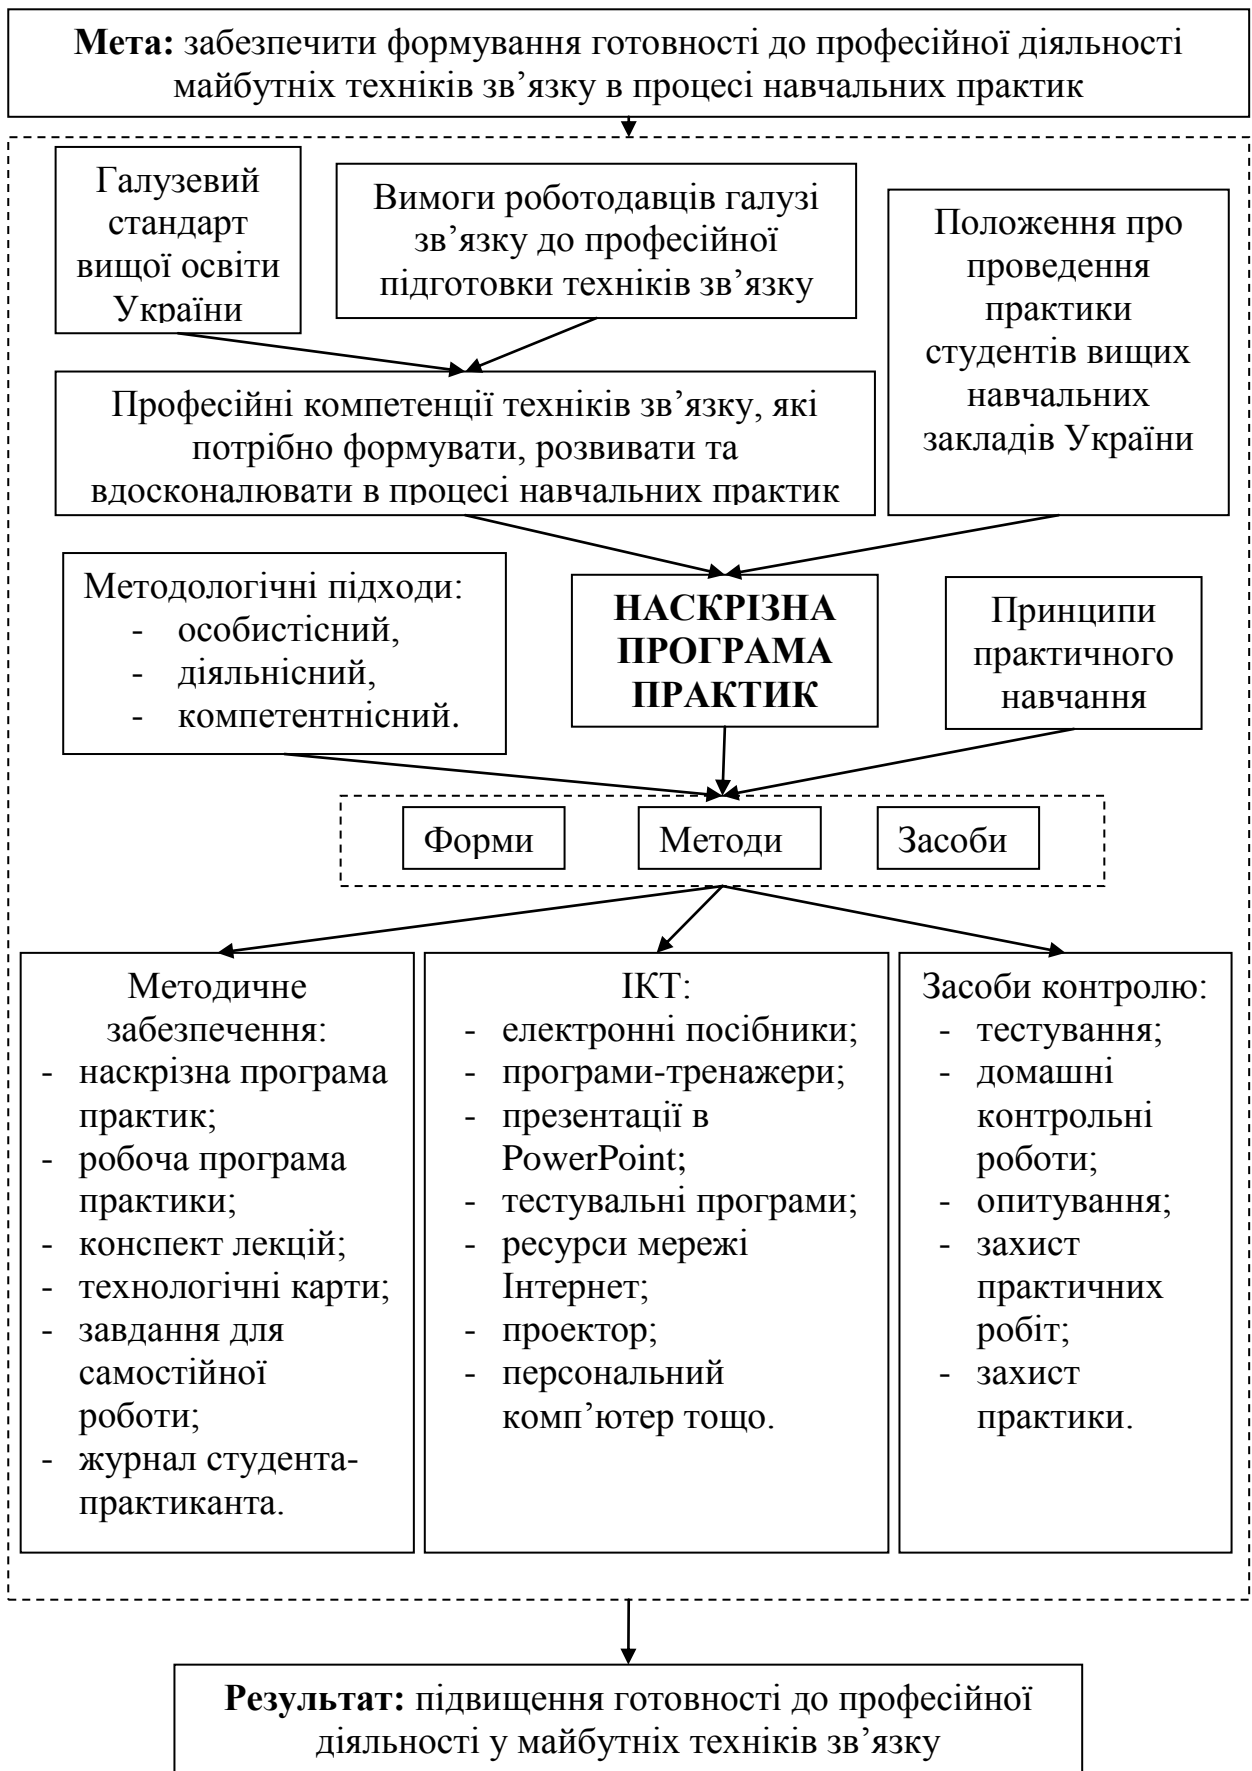 Мета: забезпечити формування готовності до професійної діяльності
майбутніх техніків зв’язку в процесі навчальних практик
Галузевий
стандарт
вищої освіти
України
Вимоги роботодавців галузі
зв’язку до професійної
підготовки техніків зв’язку
Положення про
проведення
практики
студентів вищих
навчальних
закладів України
Професійні компетенції техніків зв’язку, які
потрібно формувати, розвивати та
вдосконалювати в процесі навчальних практик
Методологічні підходи:
- особистісний,
- діяльнісний,
- компетентнісний.
НАСКРІЗНА
ПРОГРАМА
ПРАКТИК
Принципи
практичного
навчання
Форми
Методи
Засоби
Методичне
забезпечення:
- наскрізна програма
практик;
- робоча програма
практики;
- конспект лекцій;
- технологічні карти;
- завдання для
самостійної
роботи;
- журнал студента-
практиканта.
ІКТ:
- електронні посібники;
- програми-тренажери;
- презентації в
PowerPoint;
- тестувальні програми;
- ресурси мережі
Інтернет;
- проектор;
- персональний
комп’ютер тощо.
Засоби контролю:
- тестування;
- домашні
контрольні
роботи;
- опитування;
- захист
практичних
робіт;
- захист
практики.
Результат: підвищення готовності до професійної
діяльності у майбутніх техніків зв’язку